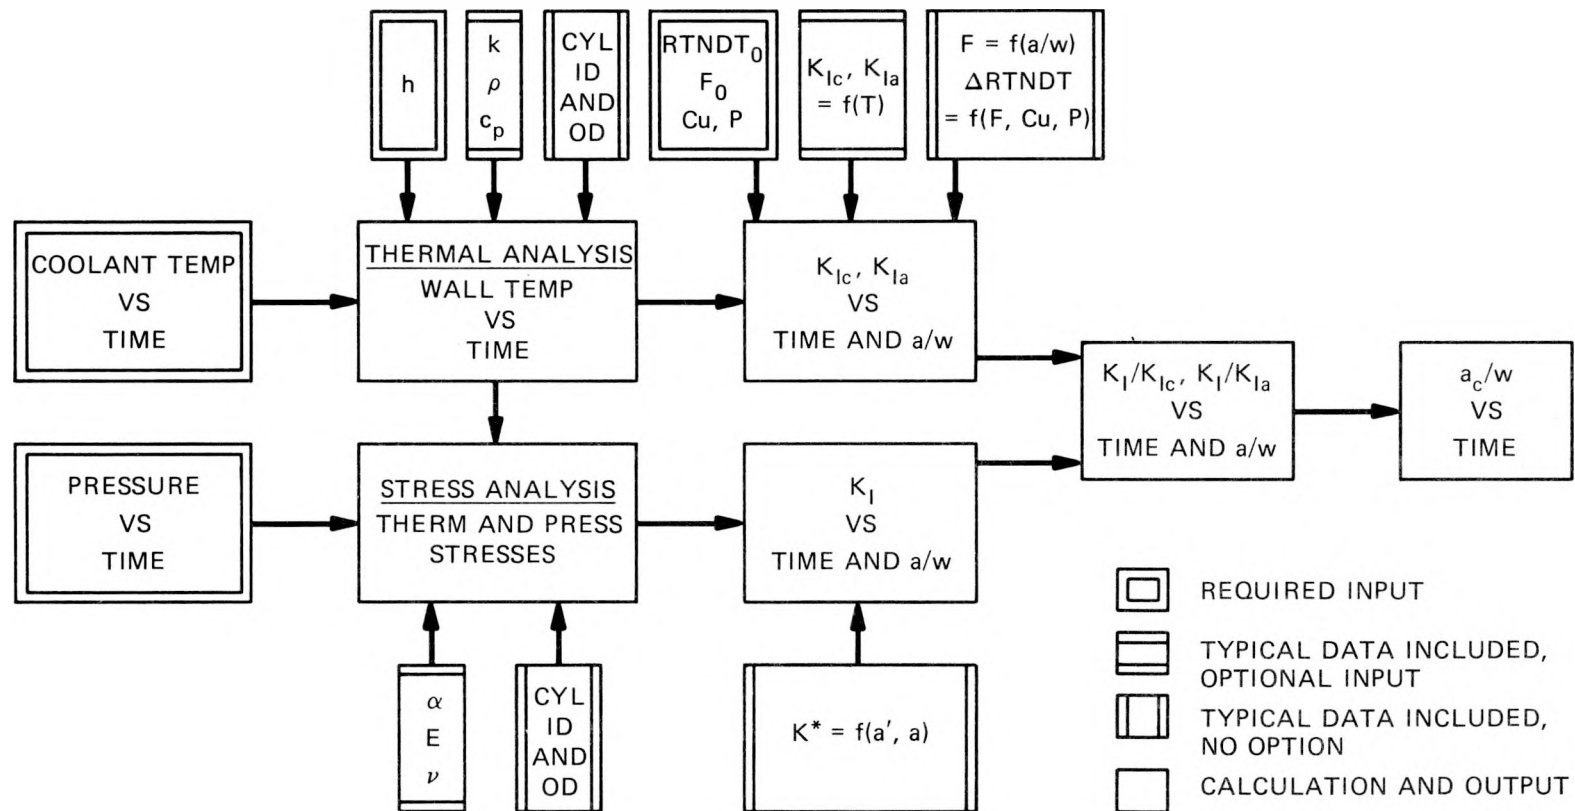 h
k
ρ
c_p
CYL
ID
AND
OD
RTNDT_0
F_0
Cu, P
K_Ic, K_Ia
= f(T)
F = f(a/w)
ΔRTNDT
= f(F, Cu, P)
COOLANT TEMP
VS
TIME
THERMAL ANALYSIS
WALL TEMP
VS
TIME
K_Ic, K_Ia
VS
TIME AND a/w
K_I/K_Ic, K_I/K_Ia
VS
TIME AND a/w
a_c/w
VS
TIME
PRESSURE
VS
TIME
STRESS ANALYSIS
THERM AND PRESS
STRESSES
K_I
VS
TIME AND a/w
α
E
ν
CYL
ID
AND
OD
K* = f(a′, a)
REQUIRED INPUT
TYPICAL DATA INCLUDED,
OPTIONAL INPUT
TYPICAL DATA INCLUDED,
NO OPTION
CALCULATION AND OUTPUT